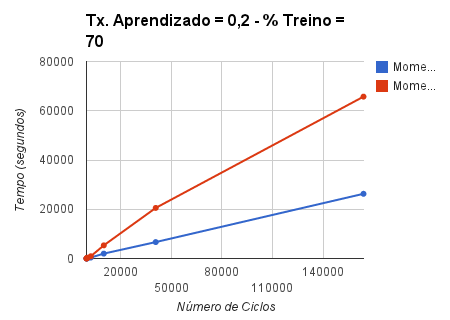 Tx. Aprendizado = 0,2 - % Treino =
70
80000
60000
40000
20000
0
Tempo (segundos)
20000
50000
80000
110000
140000
Número de Ciclos
Mome...
Mome...